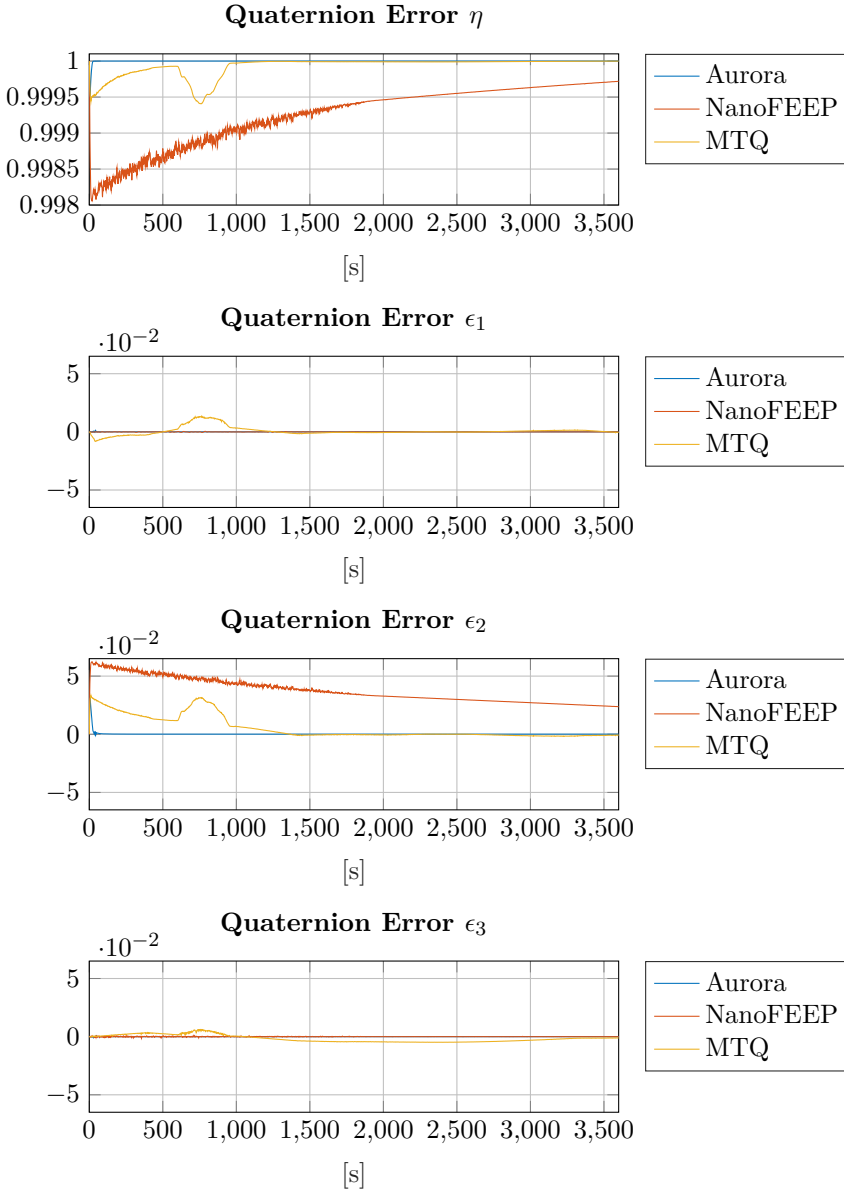 Quaternion Error η
1
0.9995
0.999
0.9985
0.998
0 500 1,000 1,500 2,000 2,500 3,000 3,500
[s]
Aurora
NanoFEEP
MTQ
Quaternion Error ϵ1
·10−2
5
0
−5
0 500 1,000 1,500 2,000 2,500 3,000 3,500
[s]
Aurora
NanoFEEP
MTQ
Quaternion Error ϵ2
·10−2
5
0
−5
0 500 1,000 1,500 2,000 2,500 3,000 3,500
[s]
Aurora
NanoFEEP
MTQ
Quaternion Error ϵ3
·10−2
5
0
−5
0 500 1,000 1,500 2,000 2,500 3,000 3,500
[s]
Aurora
NanoFEEP
MTQ